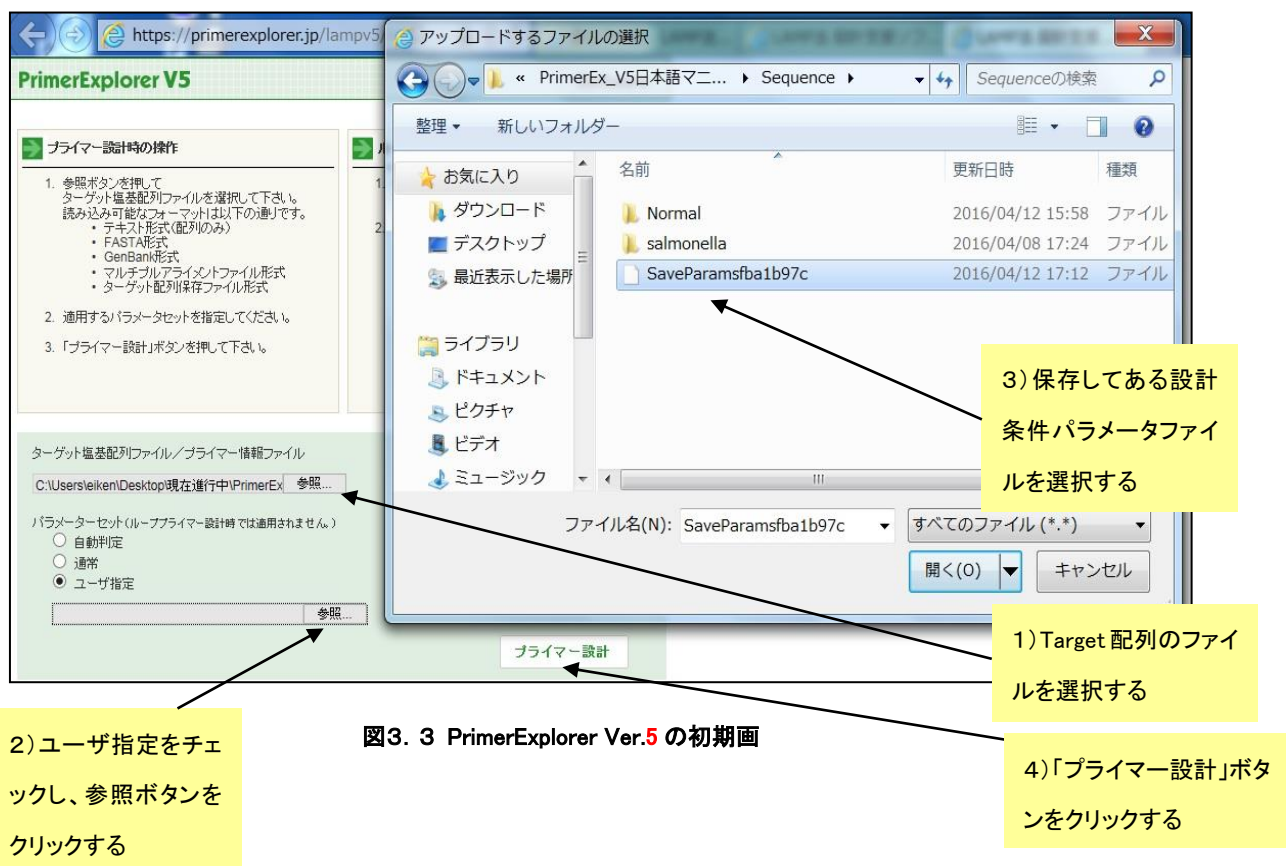 https://primerexplorer.jp/lampv5
PrimerExplorer V5
プライマー設計時の操作
1. 参照ボタンを押して
ターゲット塩基配列ファイルを選択して下さい。
読み込み可能なフォーマットは以下の通りです。
・ テキスト形式(配列のみ)
・ FASTA形式
・ GenBank形式
・ マルチプルアライメントファイル形式
・ ターゲット配列保存ファイル形式
2. 適用するパラメータセットを指定してください。
3. 「プライマー設計」ボタンを押して下さい。
1.
2.
ターゲット塩基配列ファイル/プライマー情報ファイル
C:\Users\eiken\Desktop\現在進行中\PrimerEx 参照...
パラメーターセット(ループプライマー設計時では適用されません。)
自動判定
通常
ユーザ指定
参照...
プライマー設計
アップロードするファイルの選択
« PrimerEx_V5日本語マニ... Sequence
Sequenceの検索
整理 新しいフォルダー
お気に入り
ダウンロード
デスクトップ
最近表示した場所
ライブラリ
ドキュメント
ピクチャ
ビデオ
ミュージック
名前 更新日時 種類
Normal 2016/04/12 15:58 ファイル
salmonella 2016/04/08 17:24 ファイル
SaveParamsfba1b97c 2016/04/12 17:12 ファイル
ファイル名(N): SaveParamsfba1b97c すべてのファイル (*.*)
開く(O) キャンセル
3)保存してある設計
条件パラメータファイ
ルを選択する
1)Target 配列のファイ
ルを選択する
2)ユーザ指定をチェ
ックし、参照ボタンを
クリックする
4)「プライマー設計」ボタ
ンをクリックする
図3.3 PrimerExplorer Ver.5 の初期画